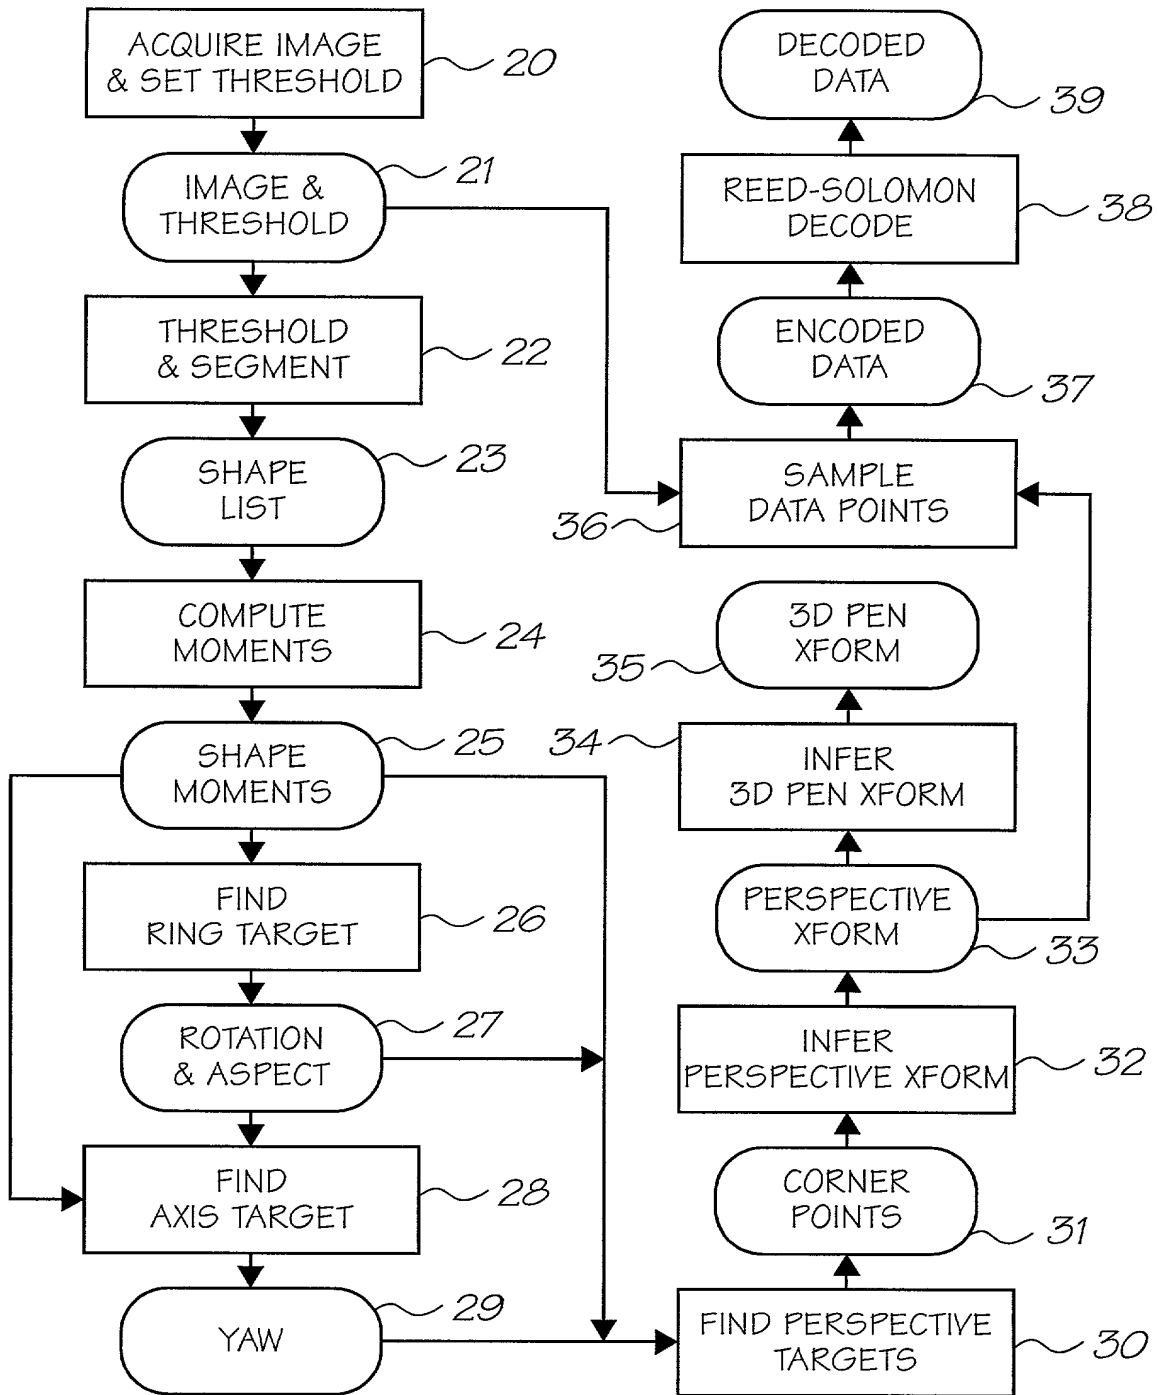 ACQUIRE IMAGE
& SET THRESHOLD
20
IMAGE &
THRESHOLD
21
THRESHOLD
& SEGMENT
22
SHAPE
LIST
23
COMPUTE
MOMENTS
24
SHAPE
MOMENTS
25
FIND
RING TARGET
26
ROTATION
& ASPECT
27
FIND
AXIS TARGET
28
YAW
29
DECODED
DATA
39
REED-SOLOMON
DECODE
38
ENCODED
DATA
37
SAMPLE
DATA POINTS
36
3D PEN
XFORM
35
INFER
3D PEN XFORM
34
PERSPECTIVE
XFORM
33
INFER
PERSPECTIVE XFORM
32
CORNER
POINTS
31
FIND PERSPECTIVE
TARGETS
30